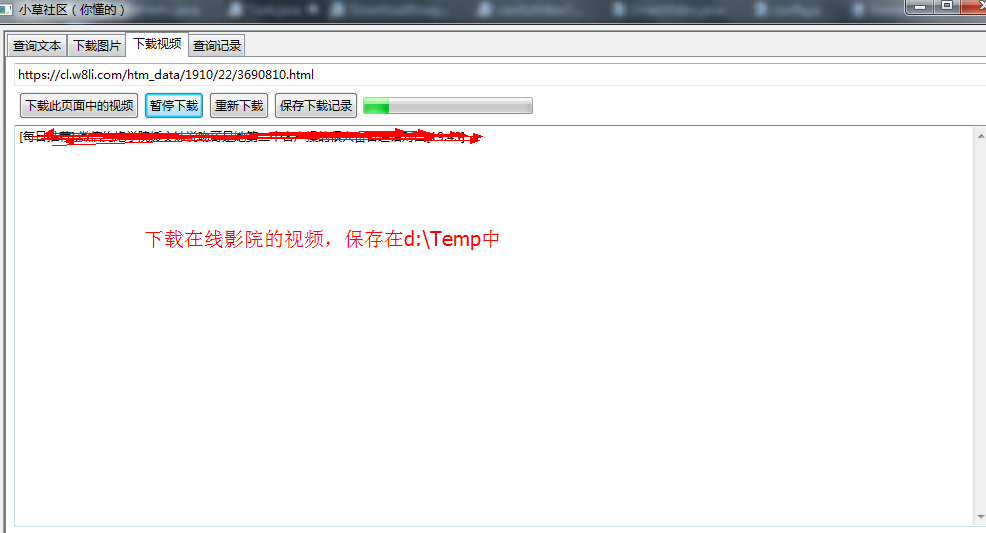 小草社区（你懂的）
查询文本 下载图片 下载视频 查询记录
https://cl.w8li.com/htm_data/1910/22/3690810.html
下载此页面中的视频 暂停下载 重新下载 保存下载记录
[每日
下载在线影院的视频，保存在d:\Temp中